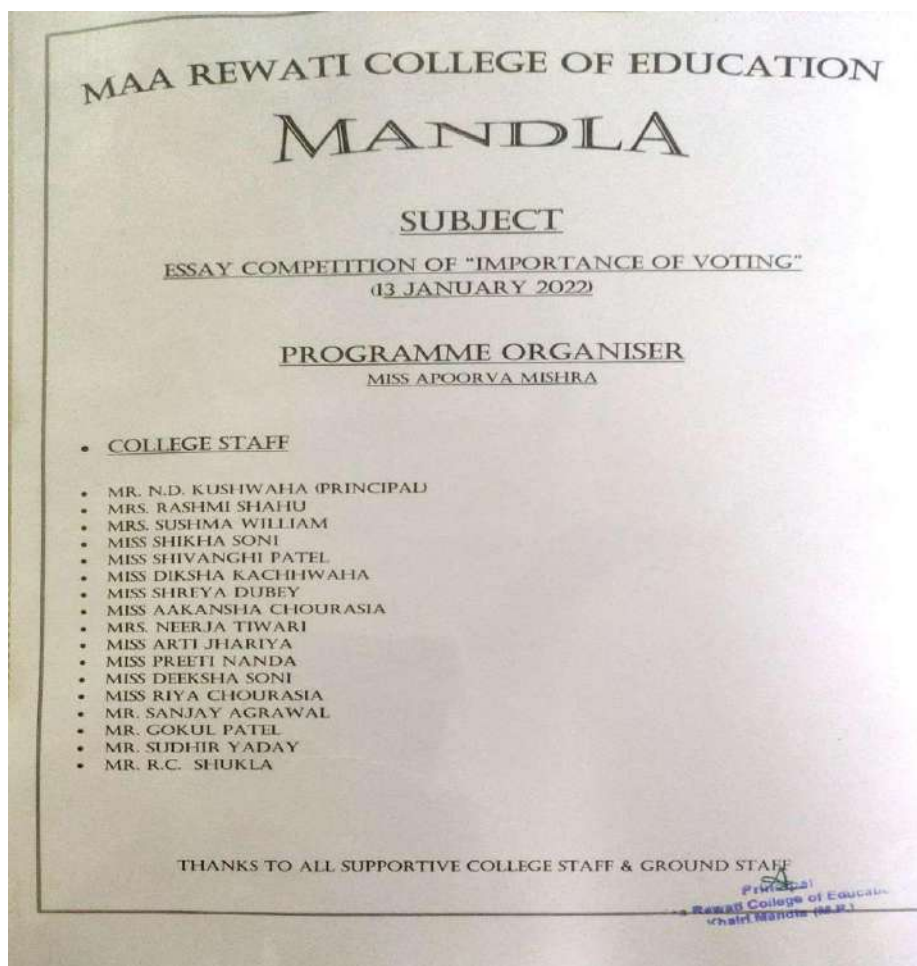 MAA REWATI COLLEGE OF EDUCATION
MANDLA
SUBJECT
ESSAY COMPETITION OF "IMPORTANCE OF VOTING"
(13 JANUARY 2022)
PROGRAMME ORGANISER
MISS APOORVA MISHRA
• COLLEGE STAFF
• MR. N.D. KUSHWAHA (PRINCIPAL)
• MRS. RASHMI SHAHU
• MRS. SUSHMA WILLIAM
• MISS SHIKHA SONI
• MISS SHIVANGHI PATEL
• MISS DIKSHA KACHHWAHA
• MISS SHREYA DUBEY
• MISS AAKANSHA CHOURASIA
• MRS. NEERJA TIWARI
• MISS ARTI JHARIYA
• MISS PREETI NANDA
• MISS DEEKSHA SONI
• MISS RIYA CHOURASIA
• MR. SANJAY AGRAWAL
• MR. GOKUL PATEL
• MR. SUDHIR YADAY
• MR. R.C. SHUKLA
THANKS TO ALL SUPPORTIVE COLLEGE STAFF & GROUND STAFF
Principal
Rewati College of
Khairi Mandla (M.P.)